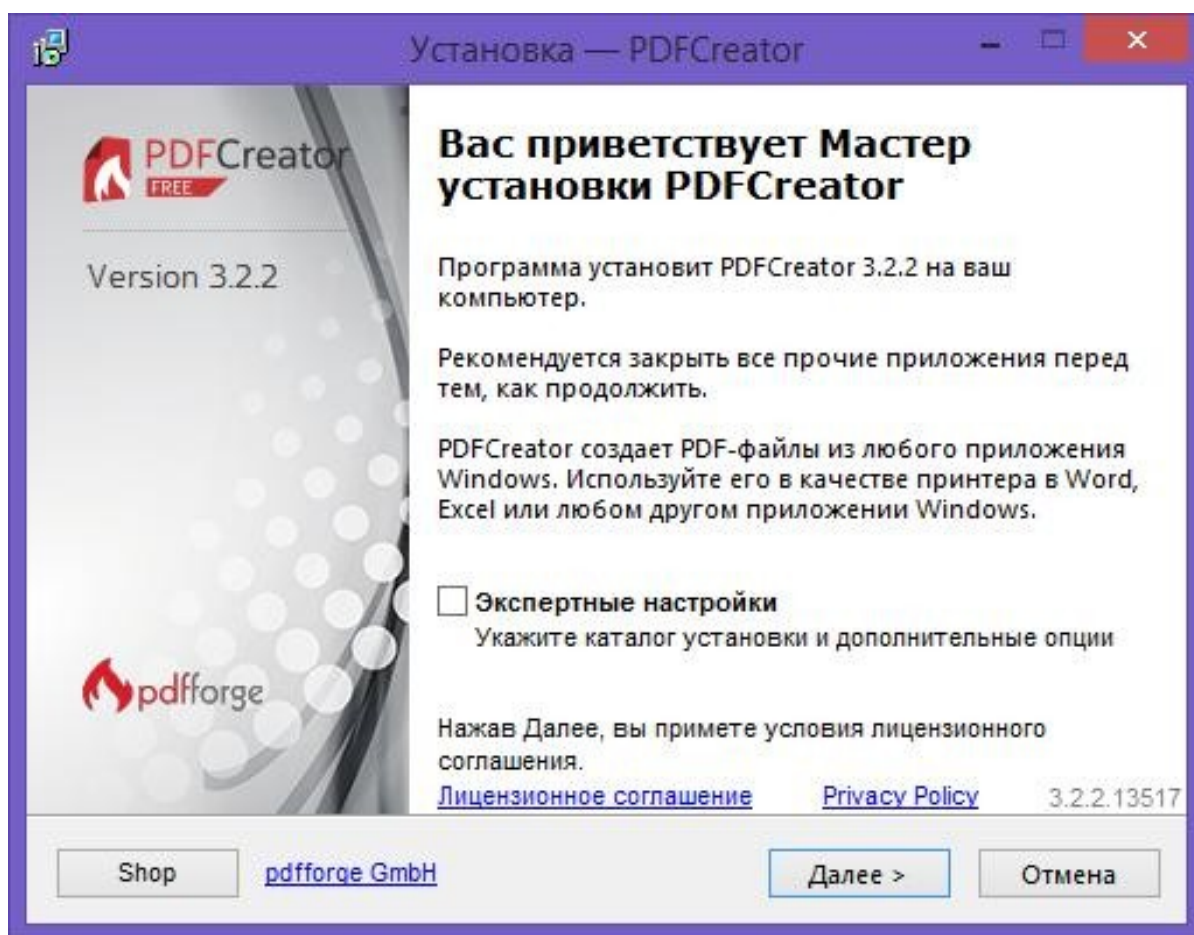 Установка — PDFCreator
PDFCreator
FREE
Version 3.2.2
pdfforge
Вас приветствует Мастер
установки PDFCreator
Программа установит PDFCreator 3.2.2 на ваш
компьютер.
Рекомендуется закрыть все прочие приложения перед
тем, как продолжить.
PDFCreator создает PDF-файлы из любого приложения
Windows. Используйте его в качестве принтера в Word,
Excel или любом другом приложении Windows.
Экспертные настройки
Укажите каталог установки и дополнительные опции
Нажав Далее, вы примете условия лицензионного
соглашения.
Лицензионное соглашение Privacy Policy 3.2.2.13517
Shop pdfforge GmbH Далее > Отмена